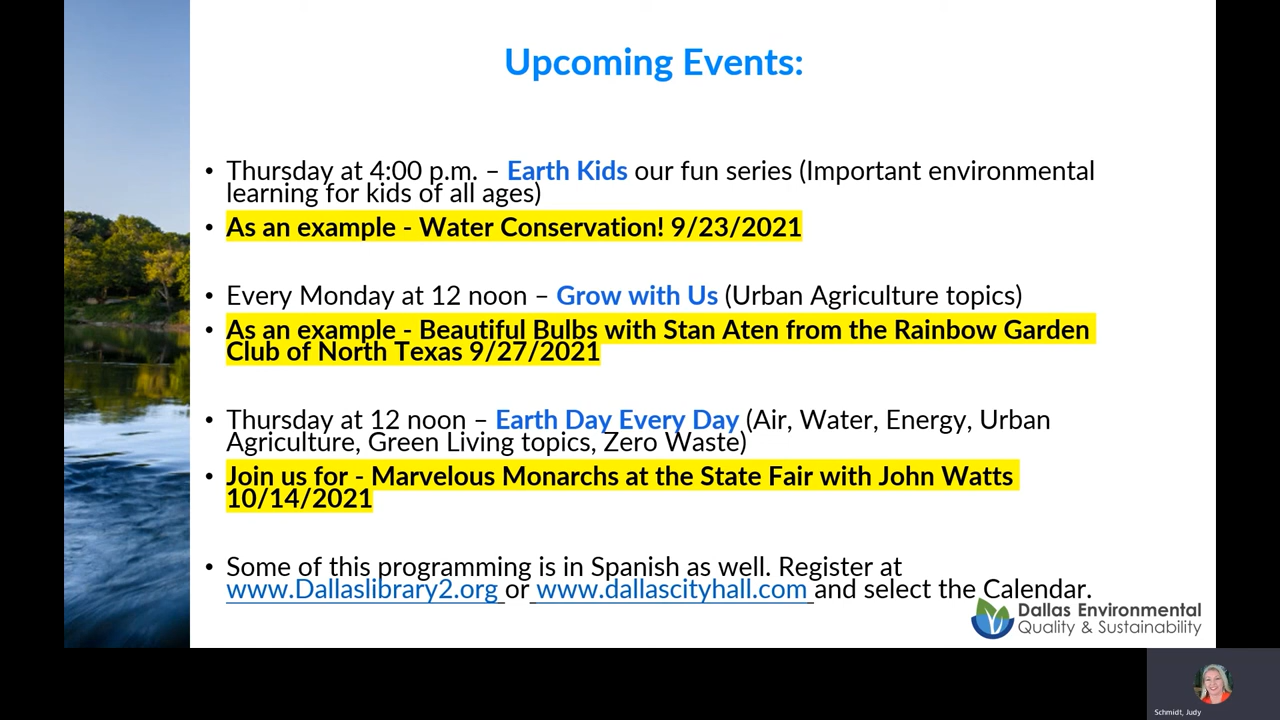 Upcoming Events:
• Thursday at 4:00 p.m. – Earth Kids our fun series (Important environmental
learning for kids of all ages)
• As an example - Water Conservation! 9/23/2021
• Every Monday at 12 noon – Grow with Us (Urban Agriculture topics)
• As an example - Beautiful Bulbs with Stan Aten from the Rainbow Garden
Club of North Texas 9/27/2021
• Thursday at 12 noon – Earth Day Every Day (Air, Water, Energy, Urban
Agriculture, Green Living topics, Zero Waste)
• Join us for - Marvelous Monarchs at the State Fair with John Watts
10/14/2021
• Some of this programming is in Spanish as well. Register at
www.Dallaslibrary2.org or www.dallascityhall.com and select the Calendar.
Dallas Environmental
Quality & Sustainability
Schmidt, Judy